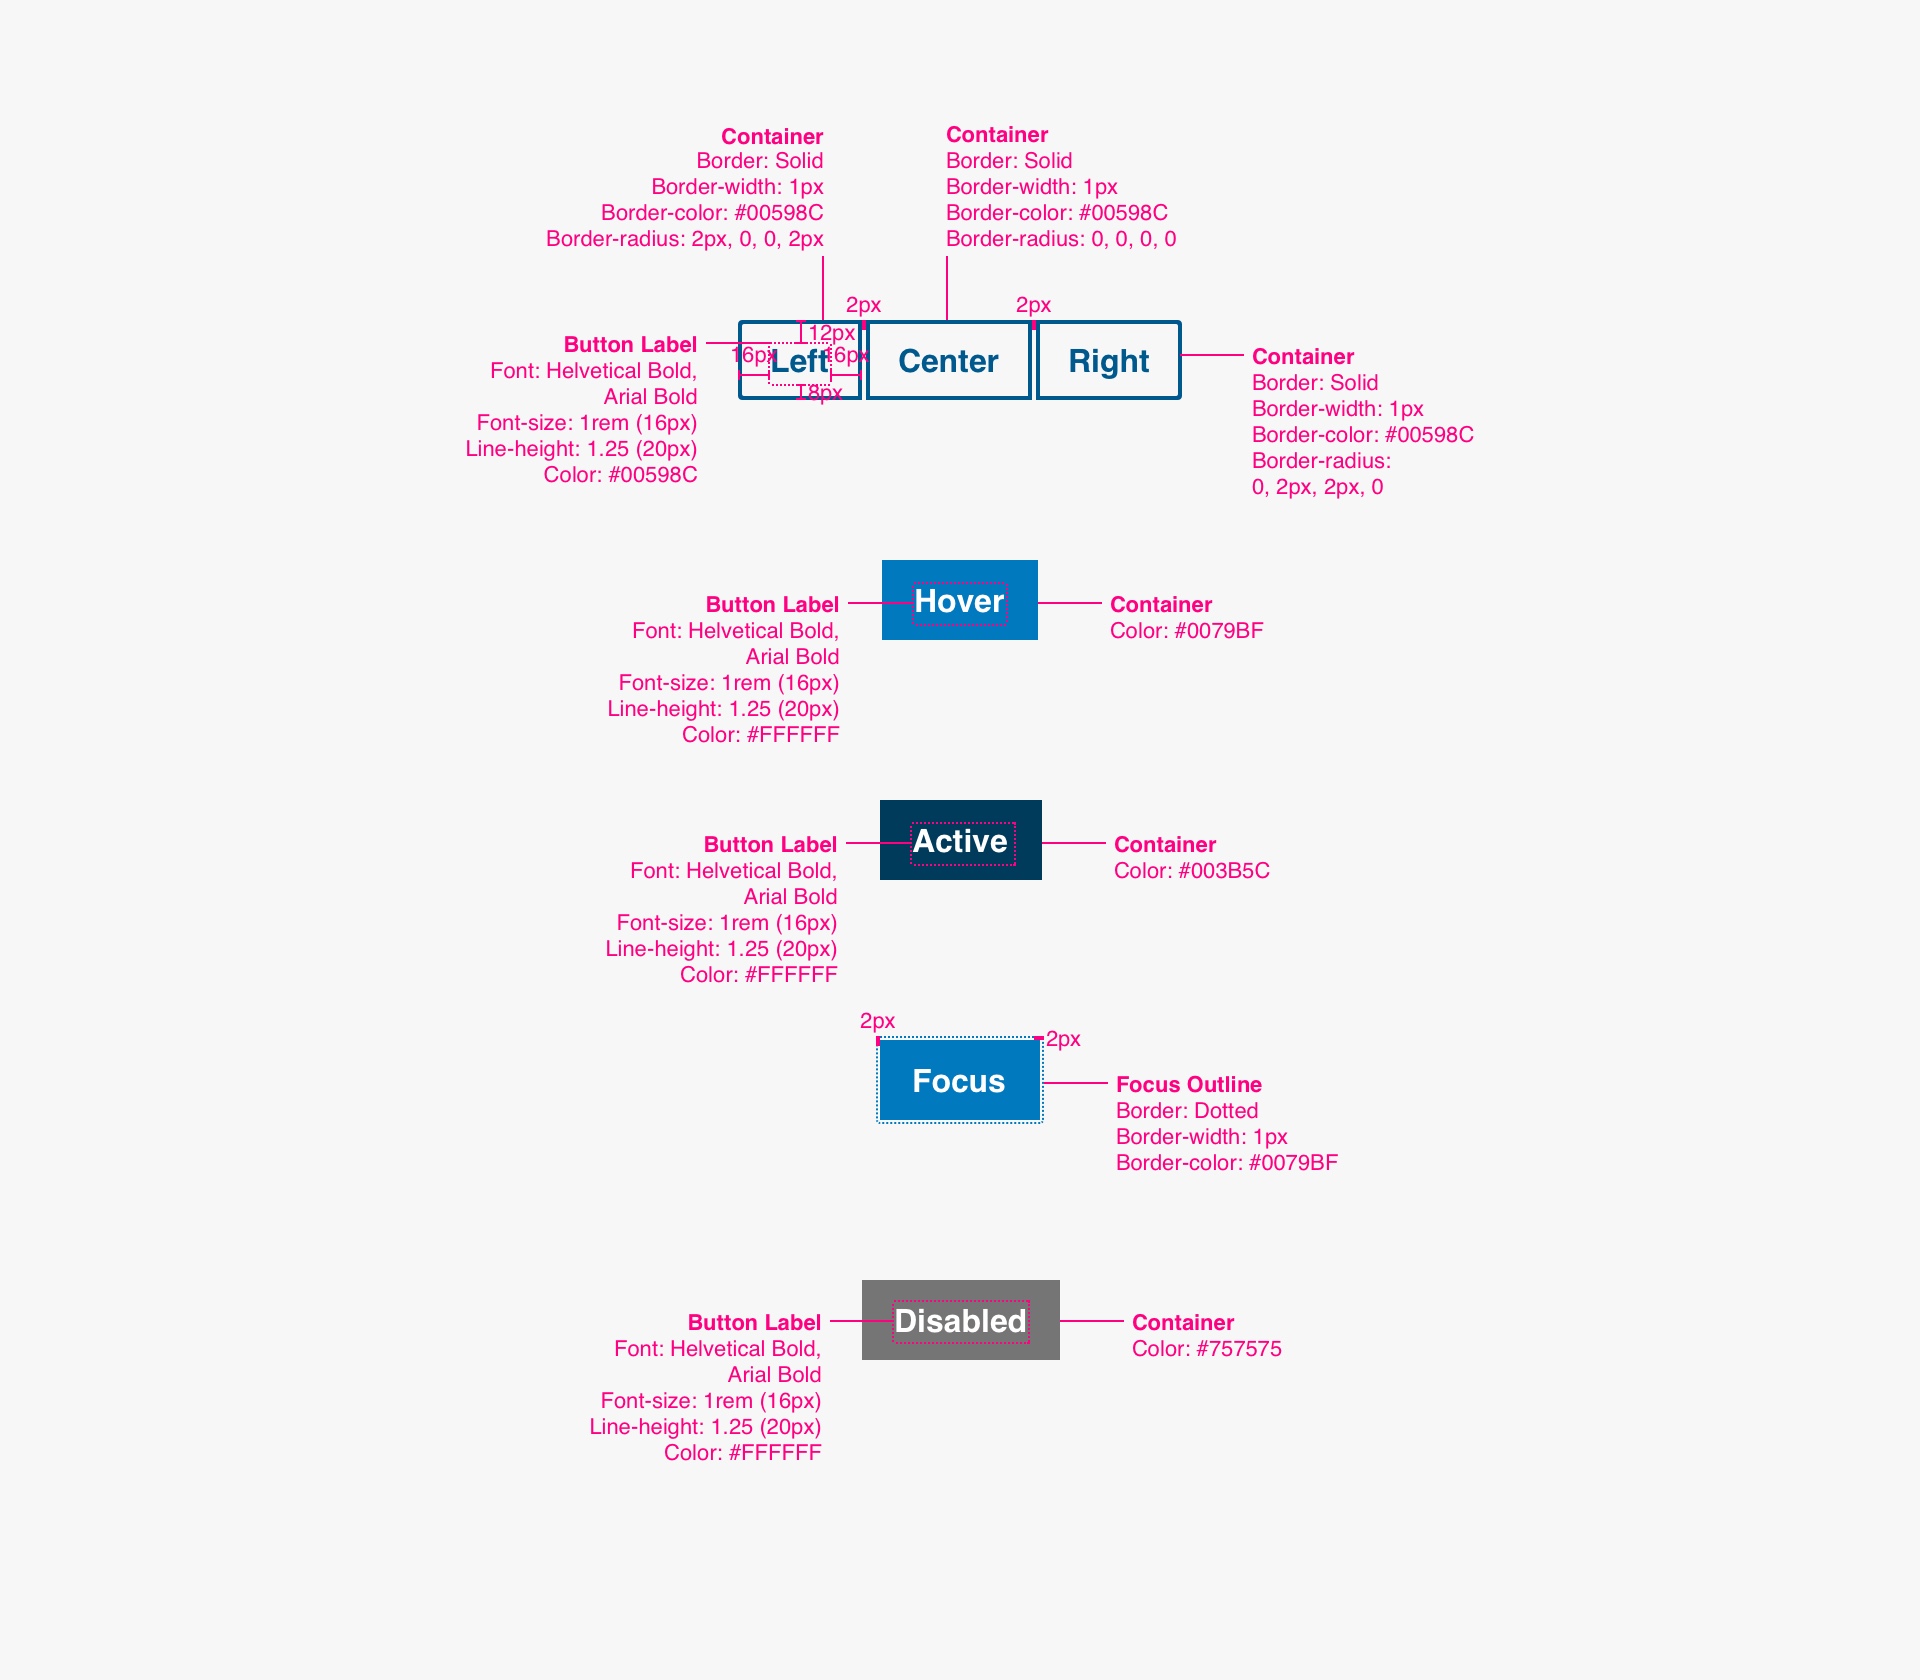 Container
Border: Solid
Border-width: 1px
Border-color: #00598C
Border-radius: 2px, 0, 0, 2px
Container
Border: Solid
Border-width: 1px
Border-color: #00598C
Border-radius: 0, 0, 0, 0
2px
2px
12px
16px
16px
8px
Left
Center
Right
Button Label
Font: Helvetical Bold,
Arial Bold
Font-size: 1rem (16px)
Line-height: 1.25 (20px)
Color: #00598C
Container
Border: Solid
Border-width: 1px
Border-color: #00598C
Border-radius:
0, 2px, 2px, 0
Hover
Button Label
Font: Helvetical Bold,
Arial Bold
Font-size: 1rem (16px)
Line-height: 1.25 (20px)
Color: #FFFFFF
Container
Color: #0079BF
Active
Button Label
Font: Helvetical Bold,
Arial Bold
Font-size: 1rem (16px)
Line-height: 1.25 (20px)
Color: #FFFFFF
Container
Color: #003B5C
2px
2px
Focus
Focus Outline
Border: Dotted
Border-width: 1px
Border-color: #0079BF
Disabled
Button Label
Font: Helvetical Bold,
Arial Bold
Font-size: 1rem (16px)
Line-height: 1.25 (20px)
Color: #FFFFFF
Container
Color: #757575